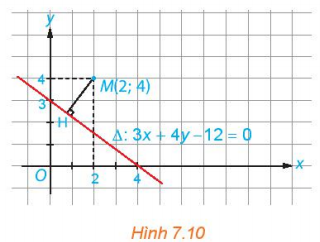 y
4
M(2; 4)
3
H
Δ: 3x + 4y –12 = 0
O
2
4
x
Hình 7.10